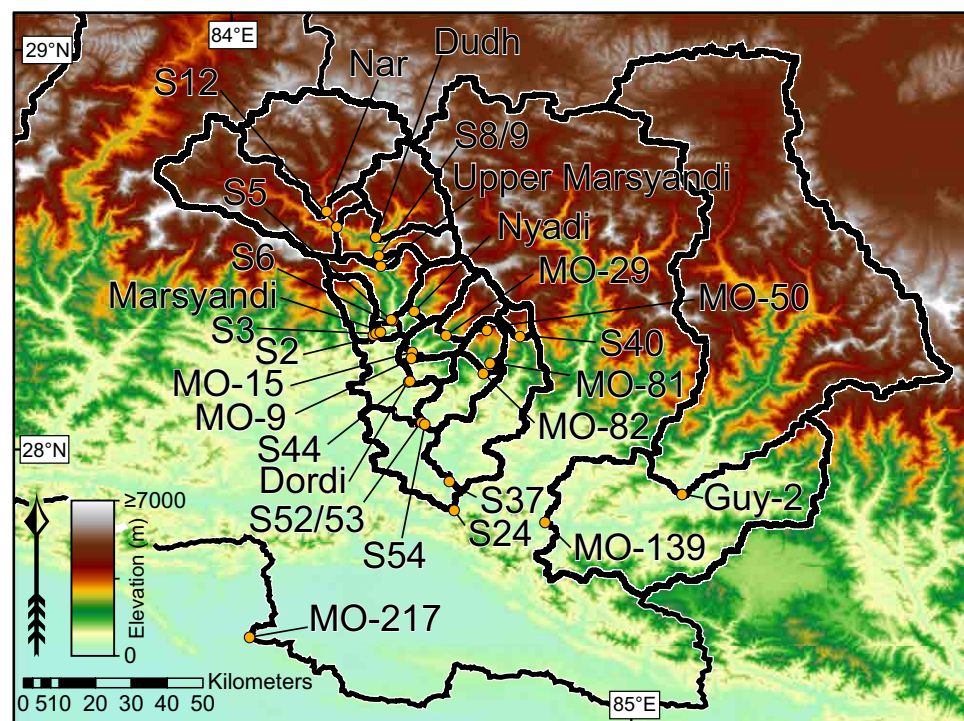 84°E
29°N
Dudh
Nar
S12
S8/9
Upper Marsyandi
S5
Nyadi
S6
MO-29
Marsyandi
MO-50
S3
S2
S40
MO-15
MO-81
MO-9
MO-82
S44
28°N
Dordi
S37
Guy-2
S52/53
S24
MO-139
S54
≥7000
Elevation (m)
0
MO-217
Kilometers
0 510 20 30 40 50
85°E